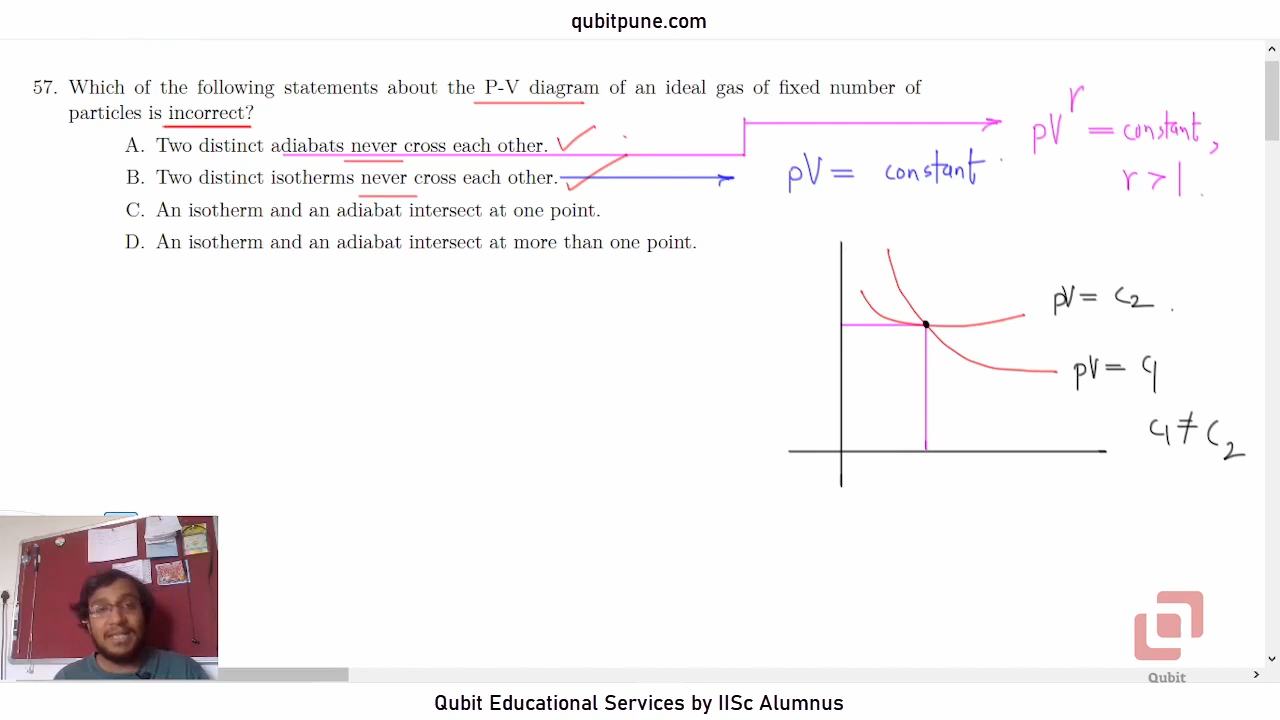 qubitpune.com
57. Which of the following statements about the P-V diagram of an ideal gas of fixed number of
particles is incorrect?
A. Two distinct adiabats never cross each other.
B. Two distinct isotherms never cross each other.
C. An isotherm and an adiabat intersect at one point.
D. An isotherm and an adiabat intersect at more than one point.
pV^r = constant,
r > 1.
pV = constant.
pV = C2.
pV = C1
C1 ≠ C2
Qubit
Qubit Educational Services by IISc Alumnus